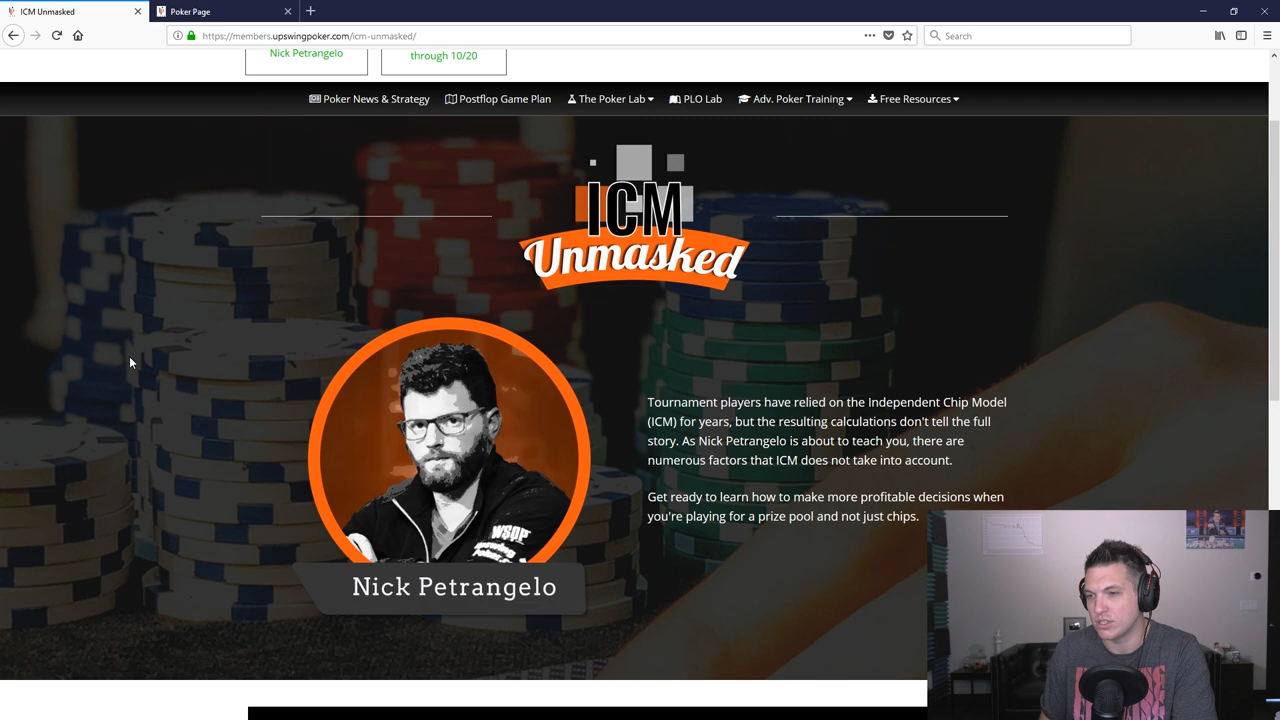 ICM Unmasked
Poker Page
https://members.upswingpoker.com/icm-unmasked/
Search
Nick Petrangelo
through 10/20
Poker News & Strategy
Postflop Game Plan
The Poker Lab
PLO Lab
Adv. Poker Training
Free Resources
ICM
Unmasked
Tournament players have relied on the Independent Chip Model
(ICM) for years, but the resulting calculations don't tell the full
story. As Nick Petrangelo is about to teach you, there are
numerous factors that ICM does not take into account.
Get ready to learn how to make more profitable decisions when
you're playing for a prize pool and not just chips.
WSOP
Nick Petrangelo